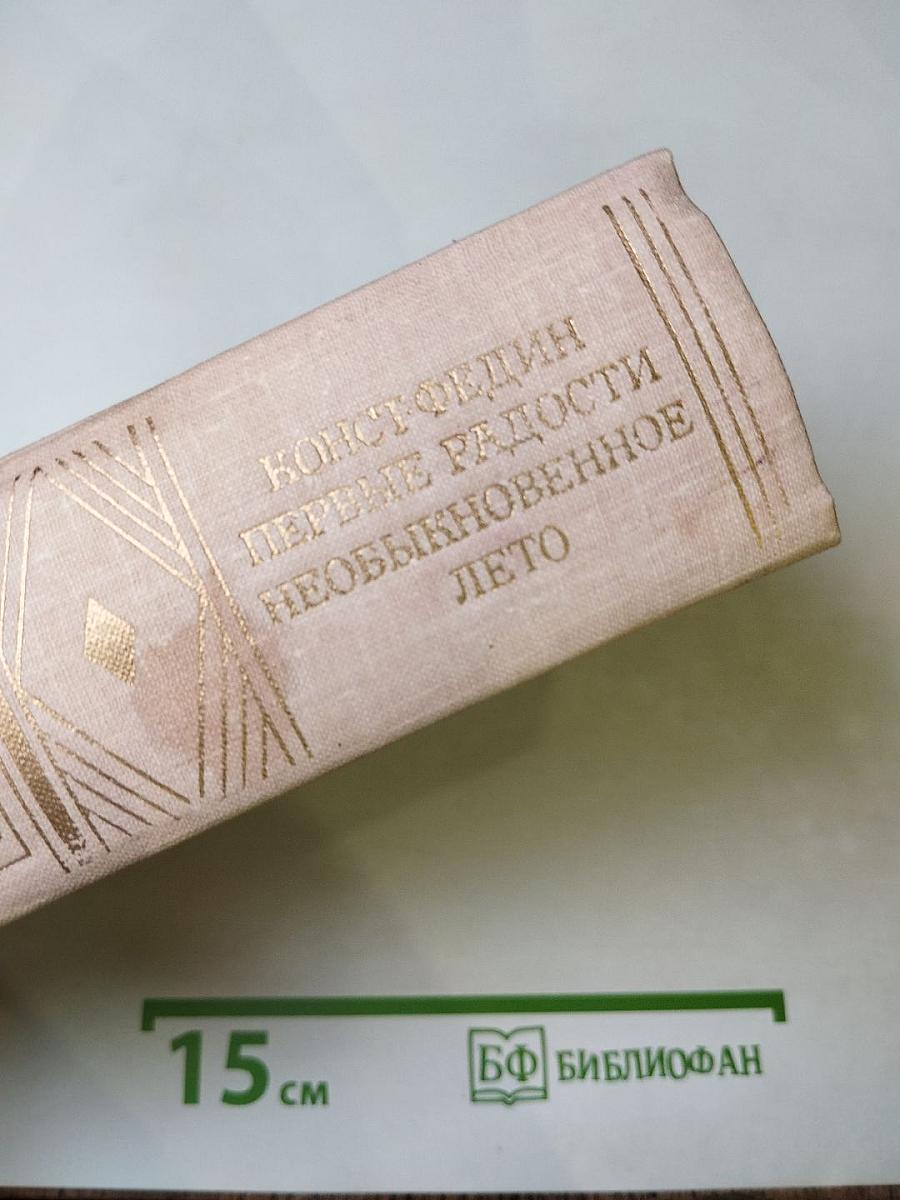 КОНСТ·ФЕДИН
ПЕРВЫЕ РАДОСТИ
НЕОБЫКНОВЕННОЕ
ЛЕТО
15 см
БФ БИБЛИОФАН